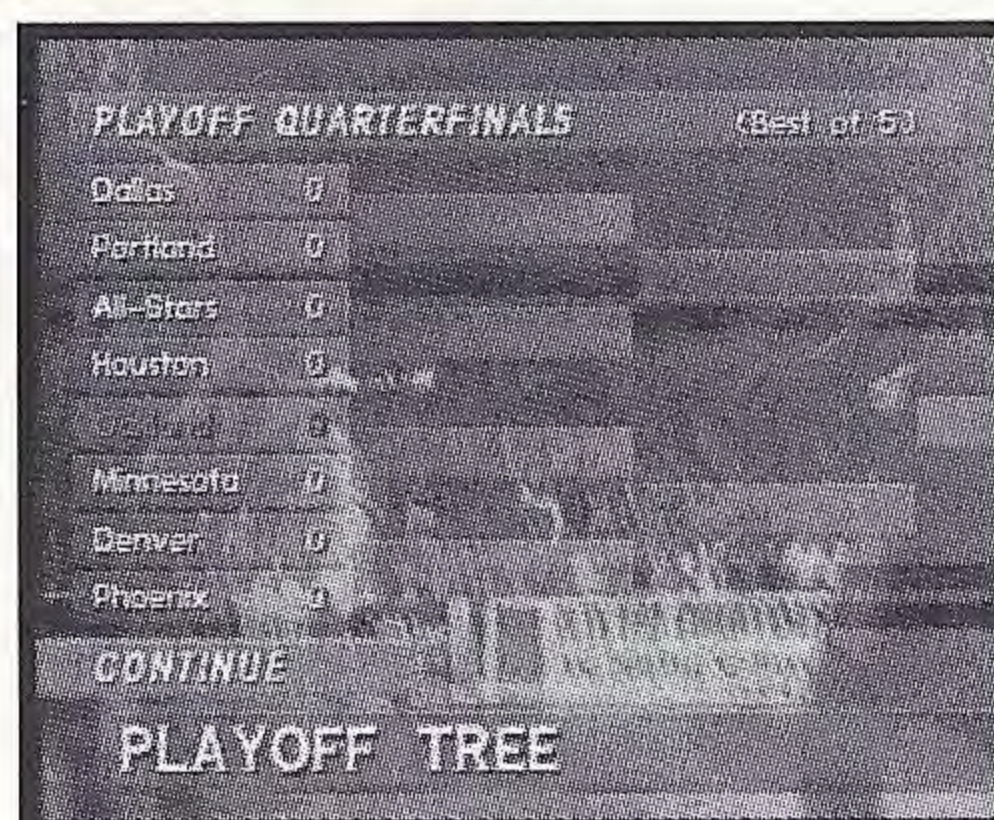 PLAYOFF QUARTERFINALS (Best of 5)
Dallas 0
Portland 0
All-Stars 0
Houston 0
0
Minnesota 0
Denver 0
Phoenix 0
CONTINUE
PLAYOFF TREE